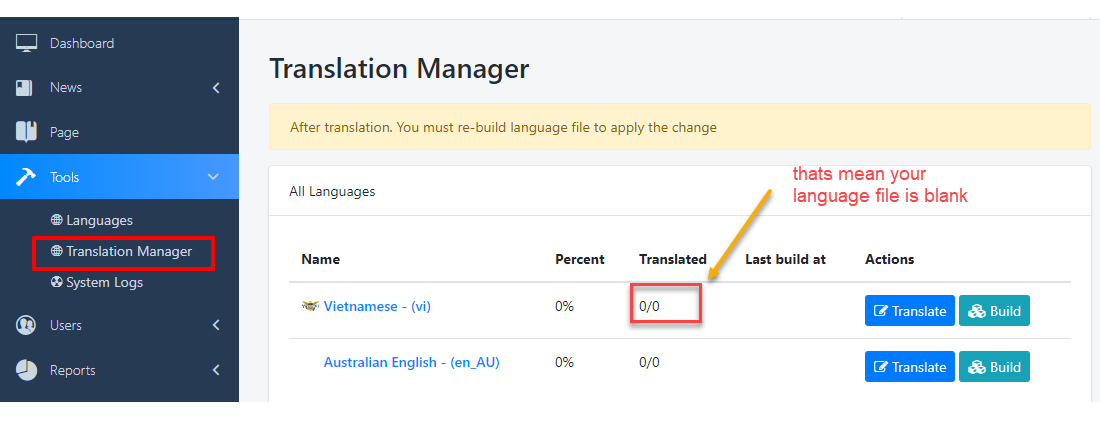 Dashboard
News
Page
Tools
Languages
Translation Manager
System Logs
Users
Reports
Translation Manager
After translation. You must re-build language file to apply the change
thats mean your
language file is blank
All Languages
Name Percent Translated Last build at Actions
Vietnamese - (vi) 0% 0/0 Translate Build
Australian English - (en_AU) 0% 0/0 Translate Build